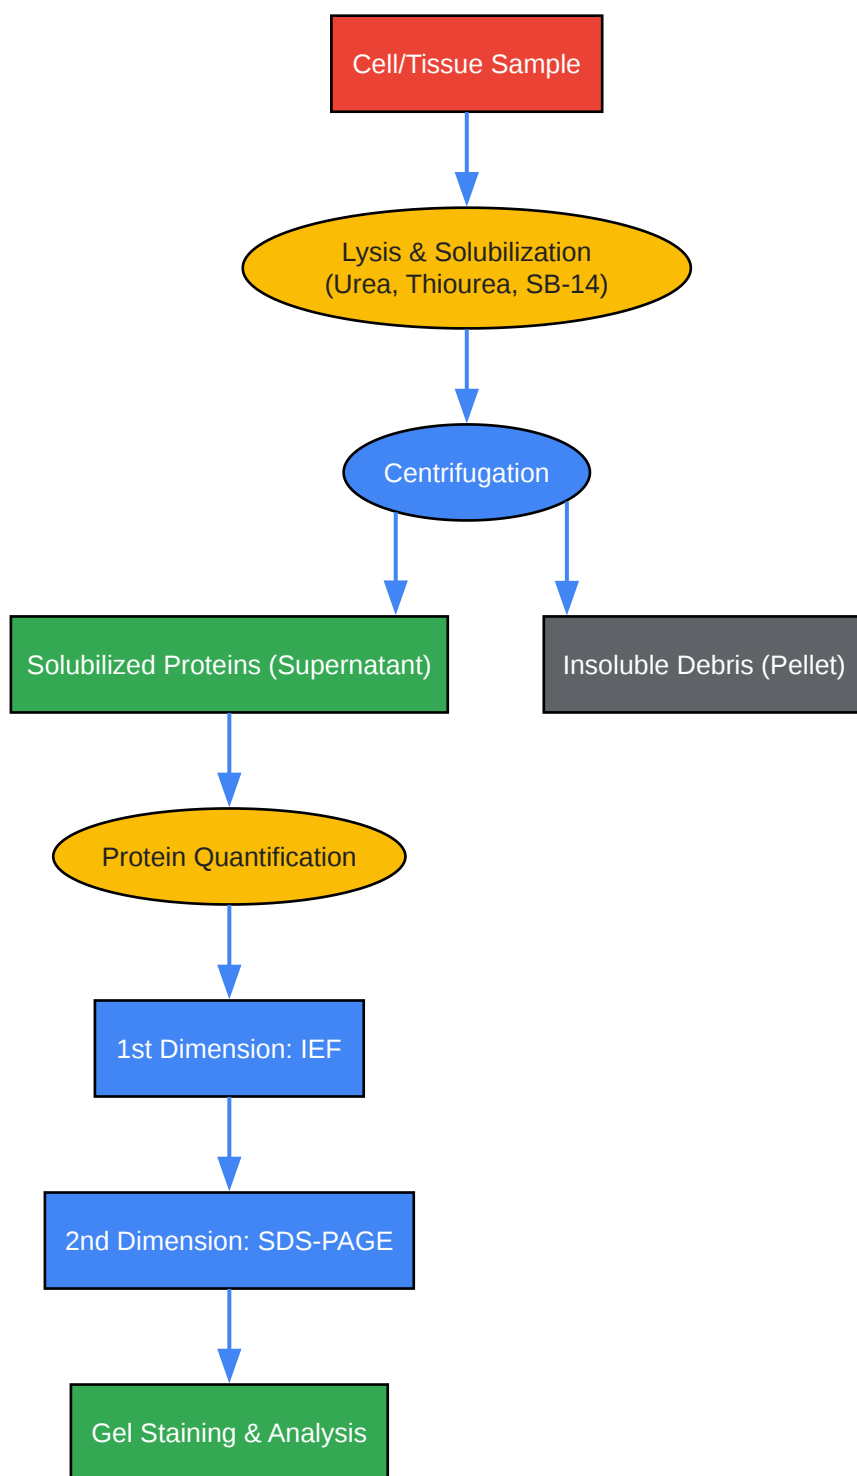 Cell/Tissue Sample
Lysis & Solubilization
(Urea, Thiourea, SB-14)
Centrifugation
Solubilized Proteins (Supernatant)
Insoluble Debris (Pellet)
Protein Quantification
1st Dimension: IEF
2nd Dimension: SDS-PAGE
Gel Staining & Analysis